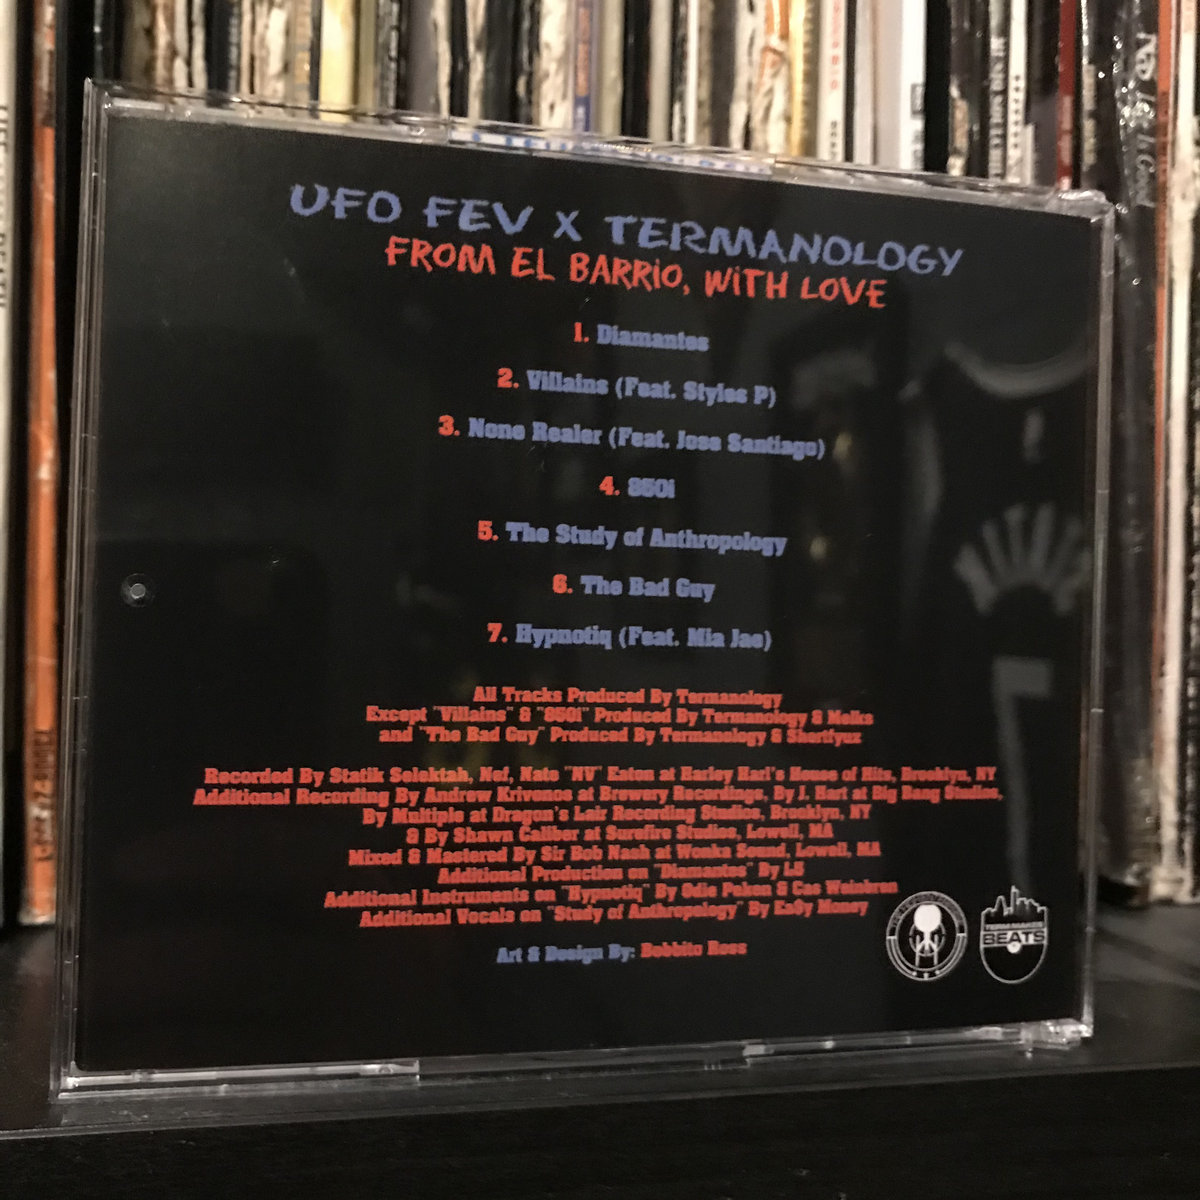 UFO FEV X TERMANOLOGY
FROM EL BARRIO, WITH LOVE
1. Diamantes
2. Villains (Feat. Styles P)
3. None Realer (Feat. Jose Santiago)
4. 850i
5. The Study of Anthropology
6. The Bad Guy
7. Hypnotiq (Feat. Mia Jae)
All Tracks Produced By Termanology
Except "Villains" & "850i" Produced By Termanology & Melks
and "The Bad Guy" Produced By Termanology & Shortfyuz
Recorded By Statik Selektah, Nef, Nate "NV" Eaton at Harley Harl's House of Hits, Brooklyn, NY
Additional Recording By Andrew Krivonos at Brewery Recordings, By J. Hart at Big Bang Studios,
By Multiple at Dragon's Lair Recording Studios, Brooklyn, NY
& By Shawn Caliber at Surefire Studios, Lowell, MA
Mixed & Mastered By Sir Bob Nash at Wonka Sound, Lowell, MA
Additional Production on "Diamantes" By LS
Additional Instruments on "Hypnotiq" By Odie Pohon & Cas Weinbren
Additional Vocals on "Study of Anthropology" By Ea$y Money
Art & Design By: Bobbito Ross
TERMANATER
BEATS